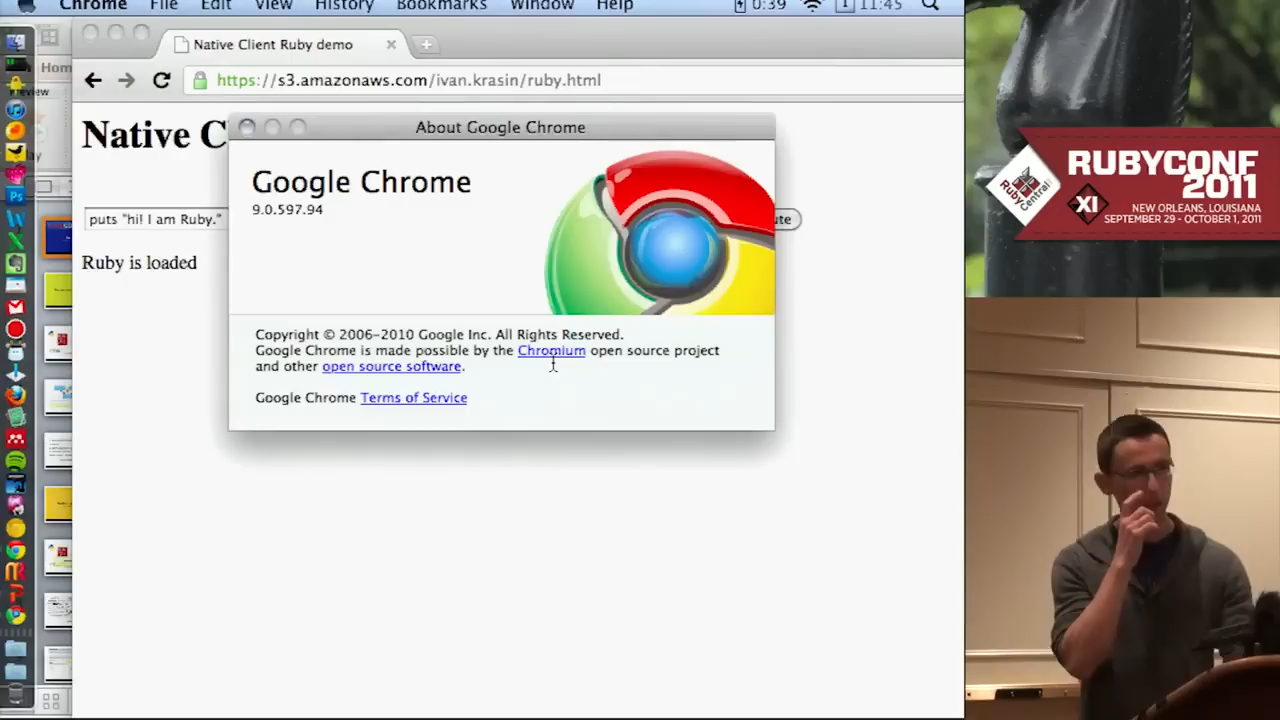 Chrome File Edit View History Bookmarks Window Help 0:39 11:45
Native Client Ruby demo
https://s3.amazonaws.com/ivan.krasin/ruby.html
Hom
Preview
Native C
About Google Chrome
Google Chrome
9.0.597.94
puts "hi! I am Ruby."
ute
Ruby is loaded
Copyright © 2006–2010 Google Inc. All Rights Reserved.
Google Chrome is made possible by the Chromium open source project
and other open source software.
Google Chrome Terms of Service
RUBYCONF
2011
NEW ORLEANS, LOUISIANA
SEPTEMBER 29 - OCTOBER 1, 2011
RubyCentral
XI